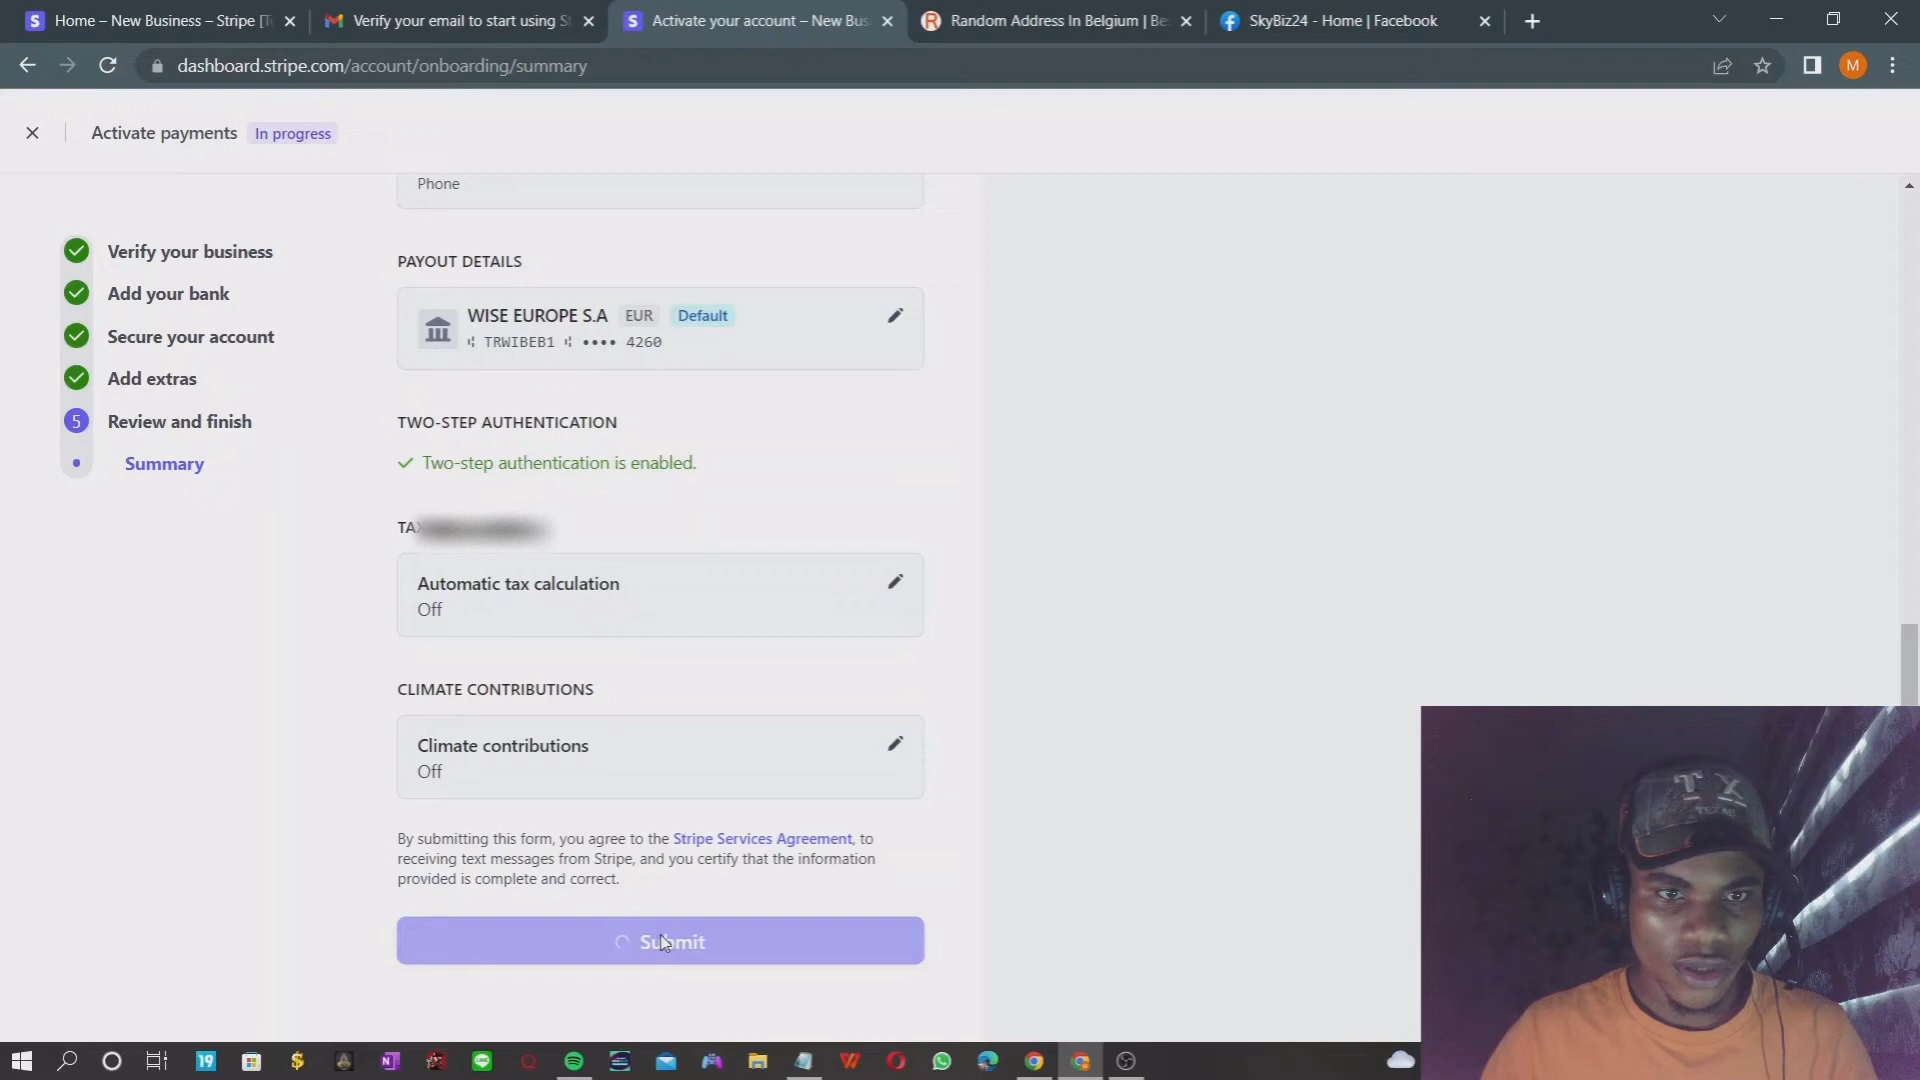 Home – New Business – Stripe [T
Verify your email to start using S
Activate your account – New Bus
Random Address In Belgium | Be
SkyBiz24 - Home | Facebook
dashboard.stripe.com/account/onboarding/summary
M
Activate payments In progress
Phone
Verify your business
Add your bank
Secure your account
Add extras
5 Review and finish
Summary
PAYOUT DETAILS
WISE EUROPE S.A EUR Default
TRWIBEB1 •••• 4260
TWO-STEP AUTHENTICATION
Two-step authentication is enabled.
TAX
Automatic tax calculation
Off
CLIMATE CONTRIBUTIONS
Climate contributions
Off
By submitting this form, you agree to the Stripe Services Agreement, to
receiving text messages from Stripe, and you certify that the information
provided is complete and correct.
Submit
TX
TEXAS
19